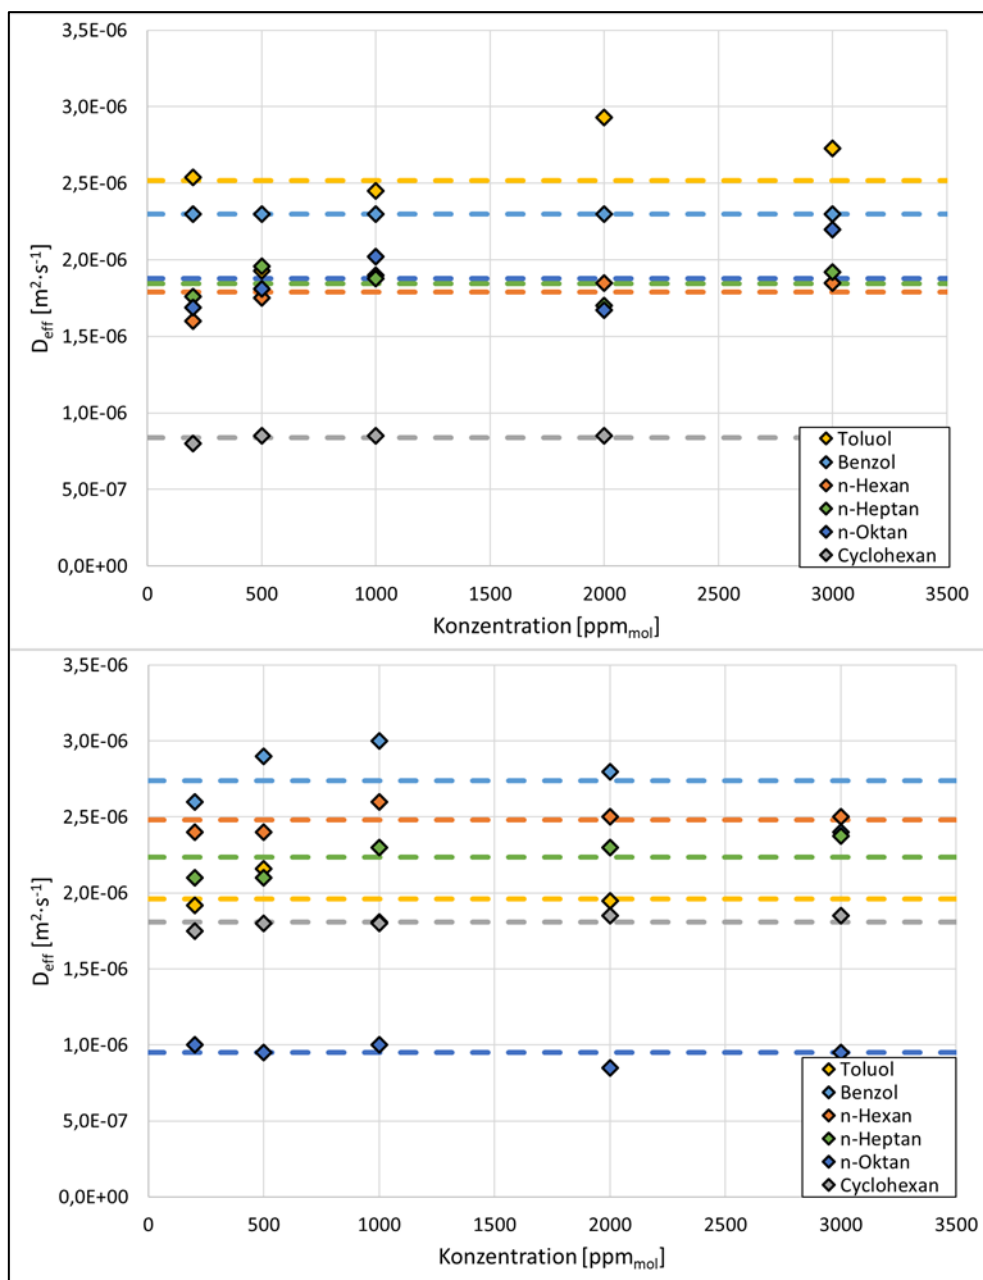 3,5E-06
3,0E-06
2,5E-06
2,0E-06
1,5E-06
1,0E-06
5,0E-07
0,0E+00
D_eff [m²·s⁻¹]
Toluol
Benzol
n-Hexan
n-Heptan
n-Oktan
Cyclohexan
0 500 1000 1500 2000 2500 3000 3500
Konzentration [ppm_mol]
3,5E-06
3,0E-06
2,5E-06
2,0E-06
1,5E-06
1,0E-06
5,0E-07
0,0E+00
D_eff [m²·s⁻¹]
Toluol
Benzol
n-Hexan
n-Heptan
n-Oktan
Cyclohexan
0 500 1000 1500 2000 2500 3000 3500
Konzentration [ppm_mol]